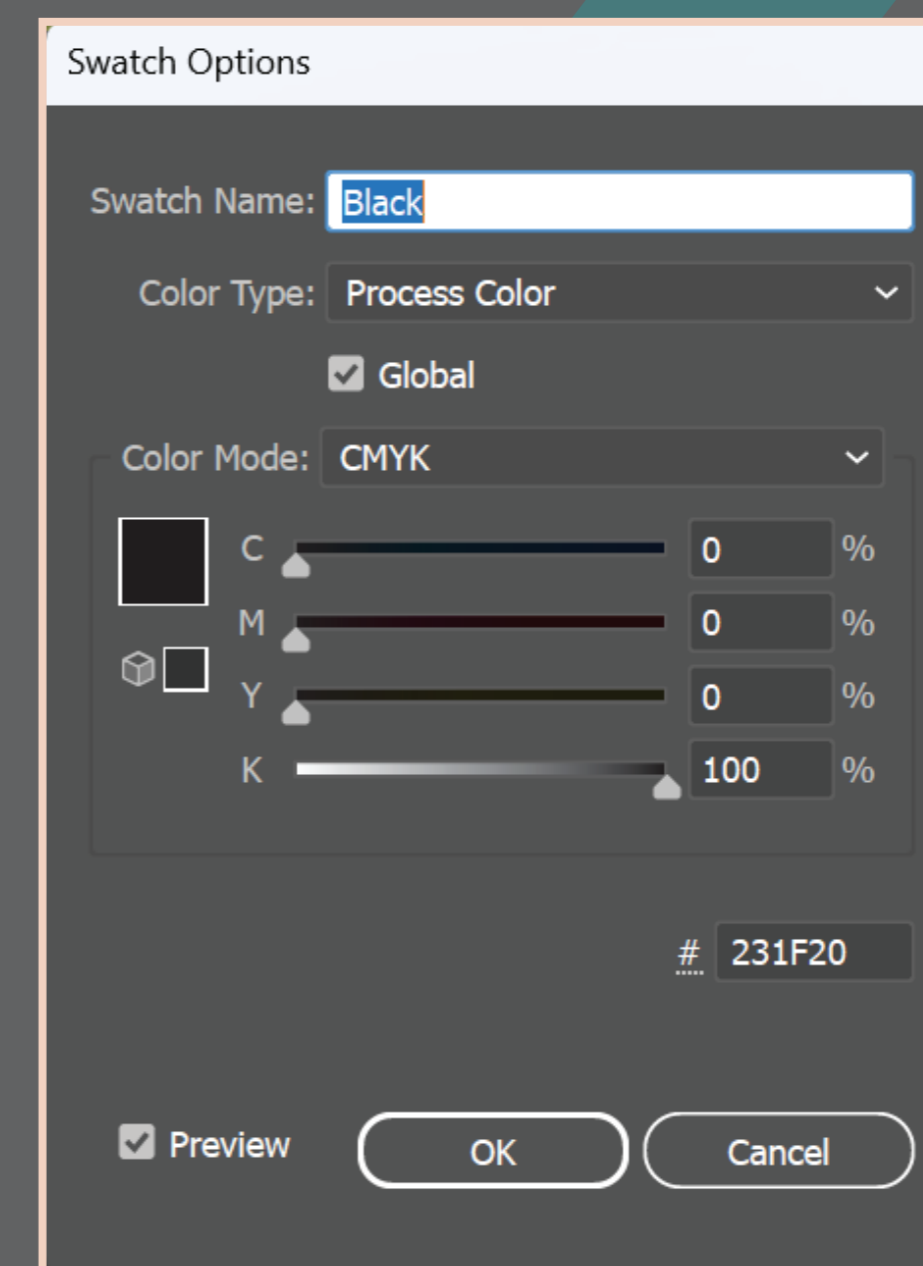 Swatch Options
Swatch Name: Black
Color Type: Process Color
Global
Color Mode: CMYK
C 0 %
M 0 %
Y 0 %
K 100 %
# 231F20
Preview OK Cancel